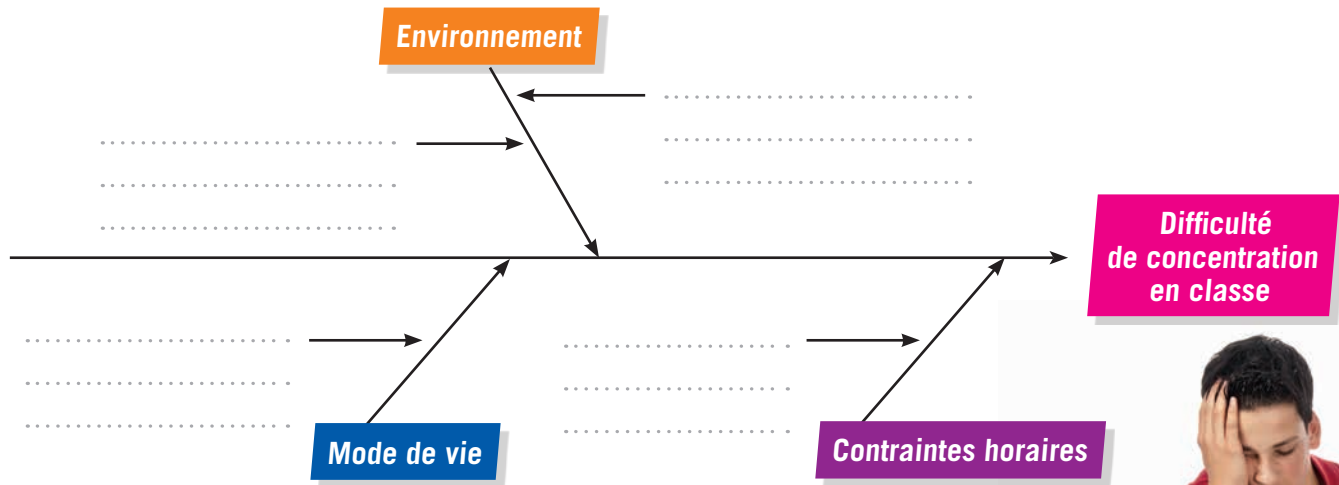 Environnement
Difficulté
de concentration
en classe
Mode de vie
Contraintes horaires